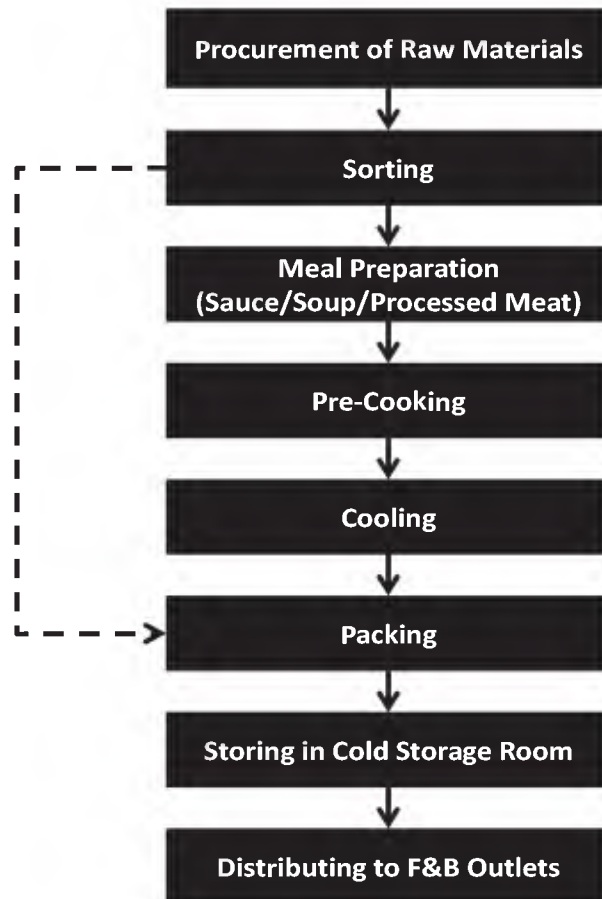 Procurement of Raw Materials
Sorting
Meal Preparation
(Sauce/Soup/Processed Meat)
Pre-Cooking
Cooling
Packing
Storing in Cold Storage Room
Distributing to F&B Outlets